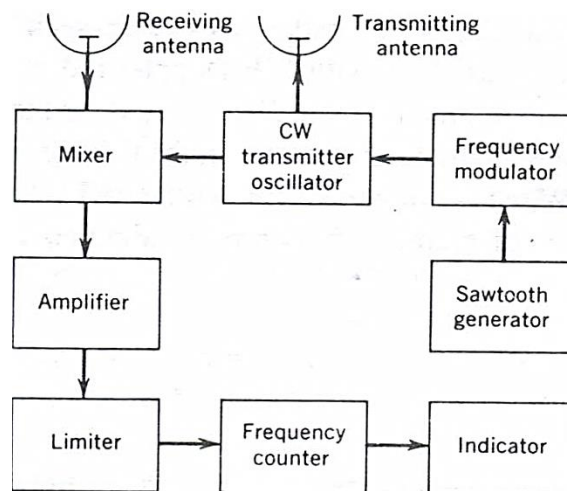 Receiving
antenna
Transmitting
antenna
Mixer
CW
transmitter
oscillator
Frequency
modulator
Amplifier
Sawtooth
generator
Limiter
Frequency
counter
Indicator